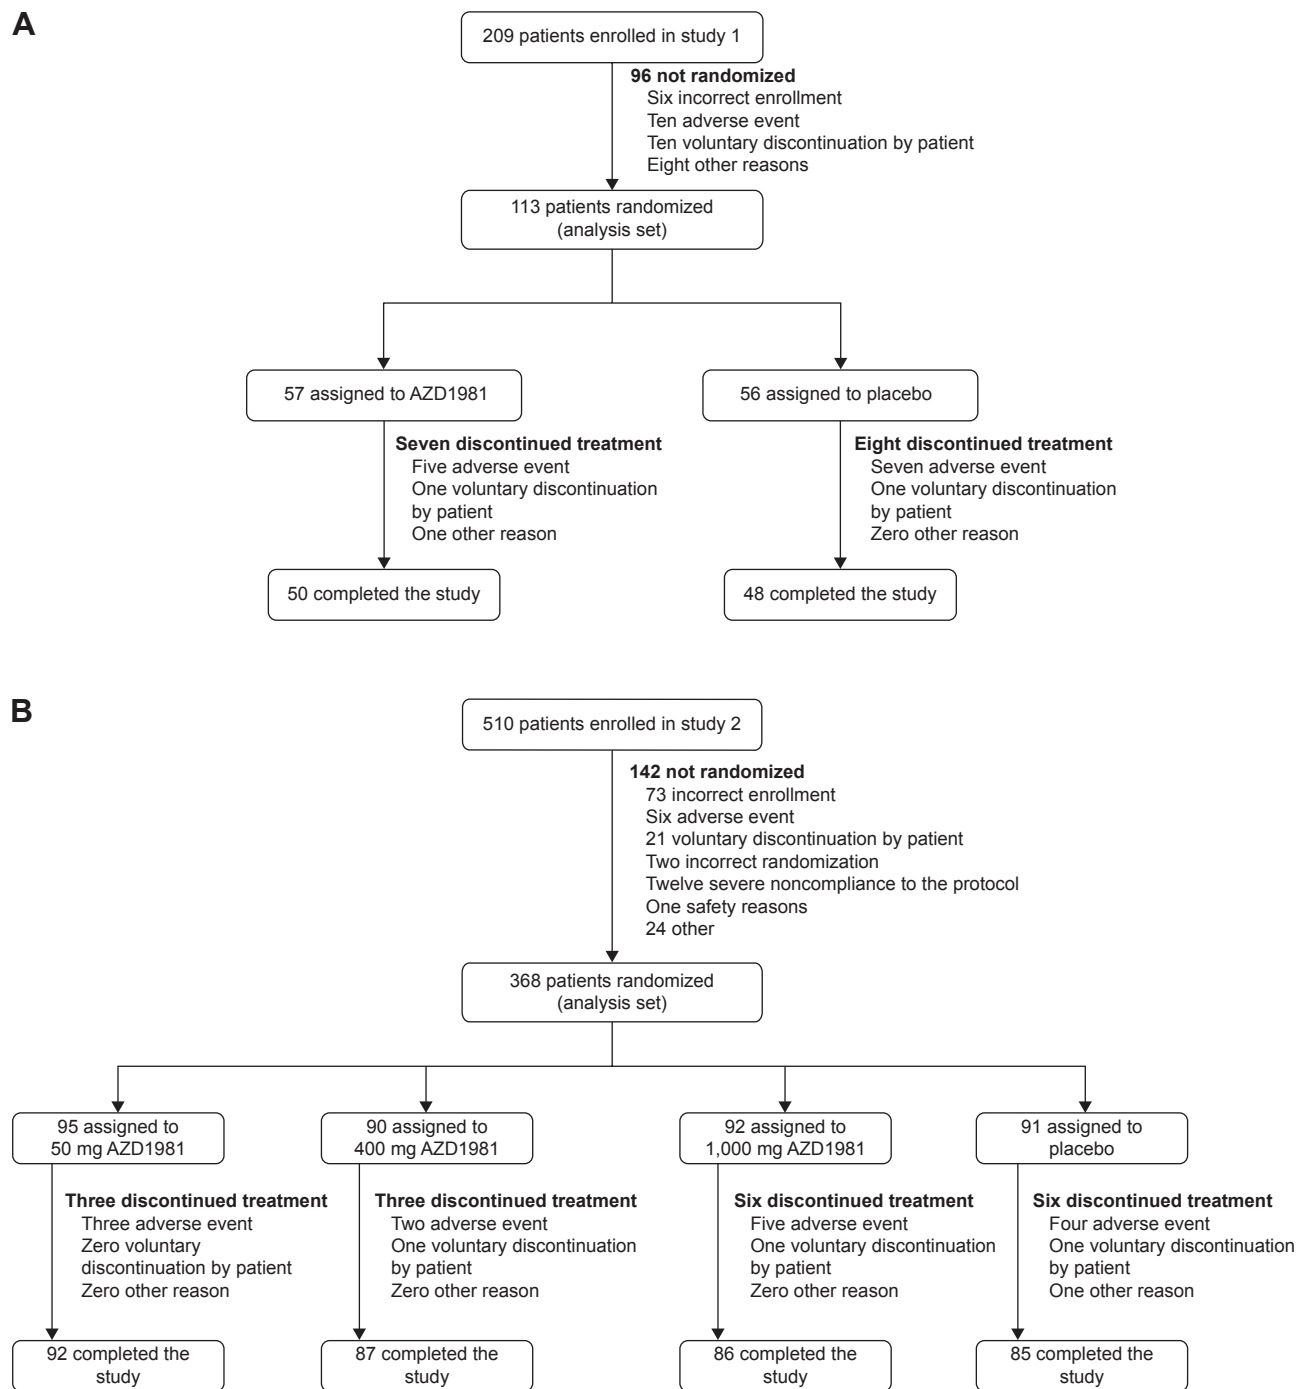 A
209 patients enrolled in study 1
96 not randomized
Six incorrect enrollment
Ten adverse event
Ten voluntary discontinuation by patient
Eight other reasons
113 patients randomized
(analysis set)
57 assigned to AZD1981
56 assigned to placebo
Seven discontinued treatment
Five adverse event
One voluntary discontinuation
by patient
One other reason
Eight discontinued treatment
Seven adverse event
One voluntary discontinuation
by patient
Zero other reason
50 completed the study
48 completed the study
B
510 patients enrolled in study 2
142 not randomized
73 incorrect enrollment
Six adverse event
21 voluntary discontinuation by patient
Two incorrect randomization
Twelve severe noncompliance to the protocol
One safety reasons
24 other
368 patients randomized
(analysis set)
95 assigned to
50 mg AZD1981
90 assigned to
400 mg AZD1981
92 assigned to
1,000 mg AZD1981
91 assigned to
placebo
Three discontinued treatment
Three adverse event
Zero voluntary
discontinuation by patient
Zero other reason
Three discontinued treatment
Two adverse event
One voluntary discontinuation
by patient
Zero other reason
Six discontinued treatment
Five adverse event
One voluntary discontinuation
by patient
Zero other reason
Six discontinued treatment
Four adverse event
One voluntary discontinuation
by patient
One other reason
92 completed the
study
87 completed the
study
86 completed the
study
85 completed the
study